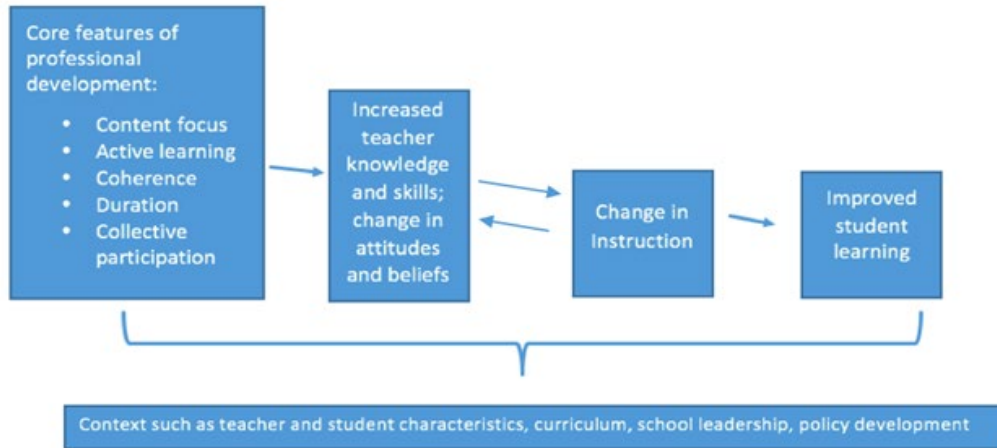 Core features of
professional
development:
• Content focus
• Active learning
• Coherence
• Duration
• Collective
participation
Increased
teacher
knowledge
and skills;
change in
attitudes
and beliefs
Change in
Instruction
Improved
student
learning
Context such as teacher and student characteristics, curriculum, school leadership, policy development